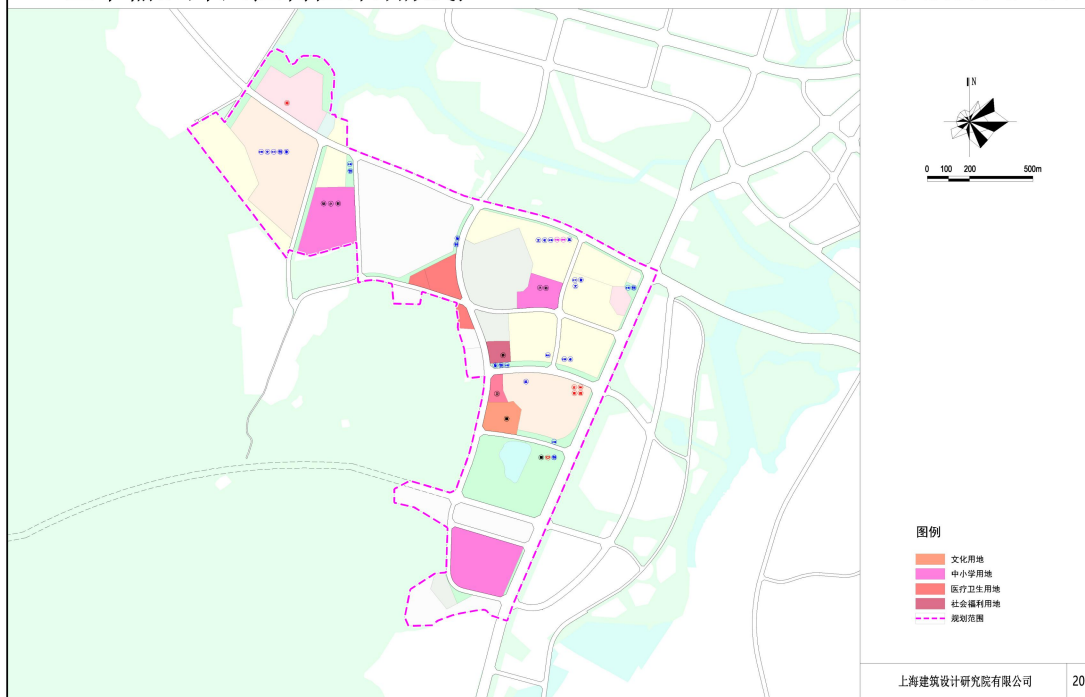 N
0 100 200 500m
图例
文化用地
中小学用地
医疗卫生用地
社会福利用地
规划范围
上海建筑设计研究院有限公司
20